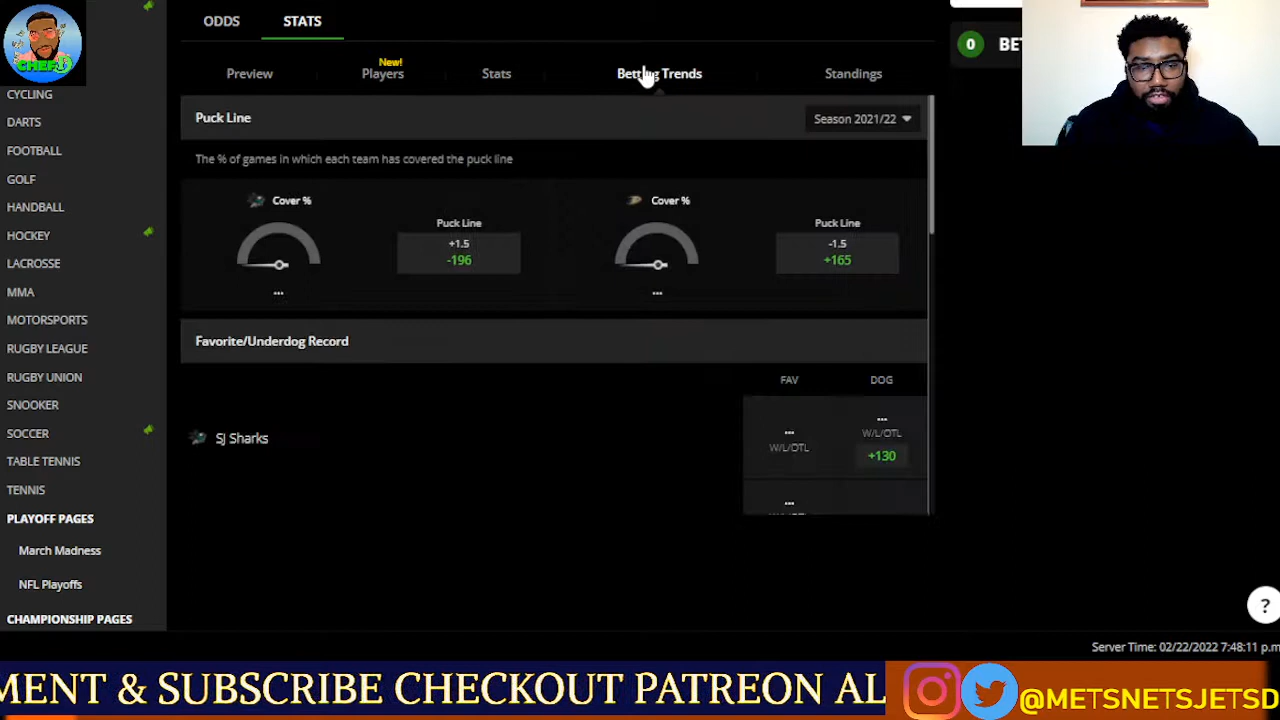 CHEF
ODDS
STATS
0
BET
Preview
New!
Players
Stats
Betting Trends
Standings
CYCLING
DARTS
FOOTBALL
GOLF
HANDBALL
HOCKEY
LACROSSE
MMA
MOTORSPORTS
RUGBY LEAGUE
RUGBY UNION
SNOOKER
SOCCER
TABLE TENNIS
TENNIS
PLAYOFF PAGES
March Madness
NFL Playoffs
CHAMPIONSHIP PAGES
Puck Line
Season 2021/22
The % of games in which each team has covered the puck line
Cover %
Puck Line
+1.5
-196
...
Cover %
Puck Line
-1.5
+165
...
Favorite/Underdog Record
FAV
DOG
SJ Sharks
...
W/L/OTL
...
W/L/OTL
+130
...
?
Server Time: 02/22/2022 7:48:11 p.m
MENT & SUBSCRIBE CHECKOUT PATREON AL
@METSNETSJETSD